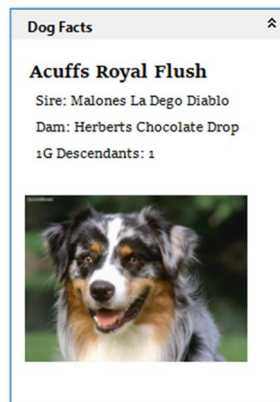 Dog Facts
Acuffs Royal Flush
Sire: Malones La Dego Diablo
Dam: Herberts Chocolate Drop
1G Descendants: 1